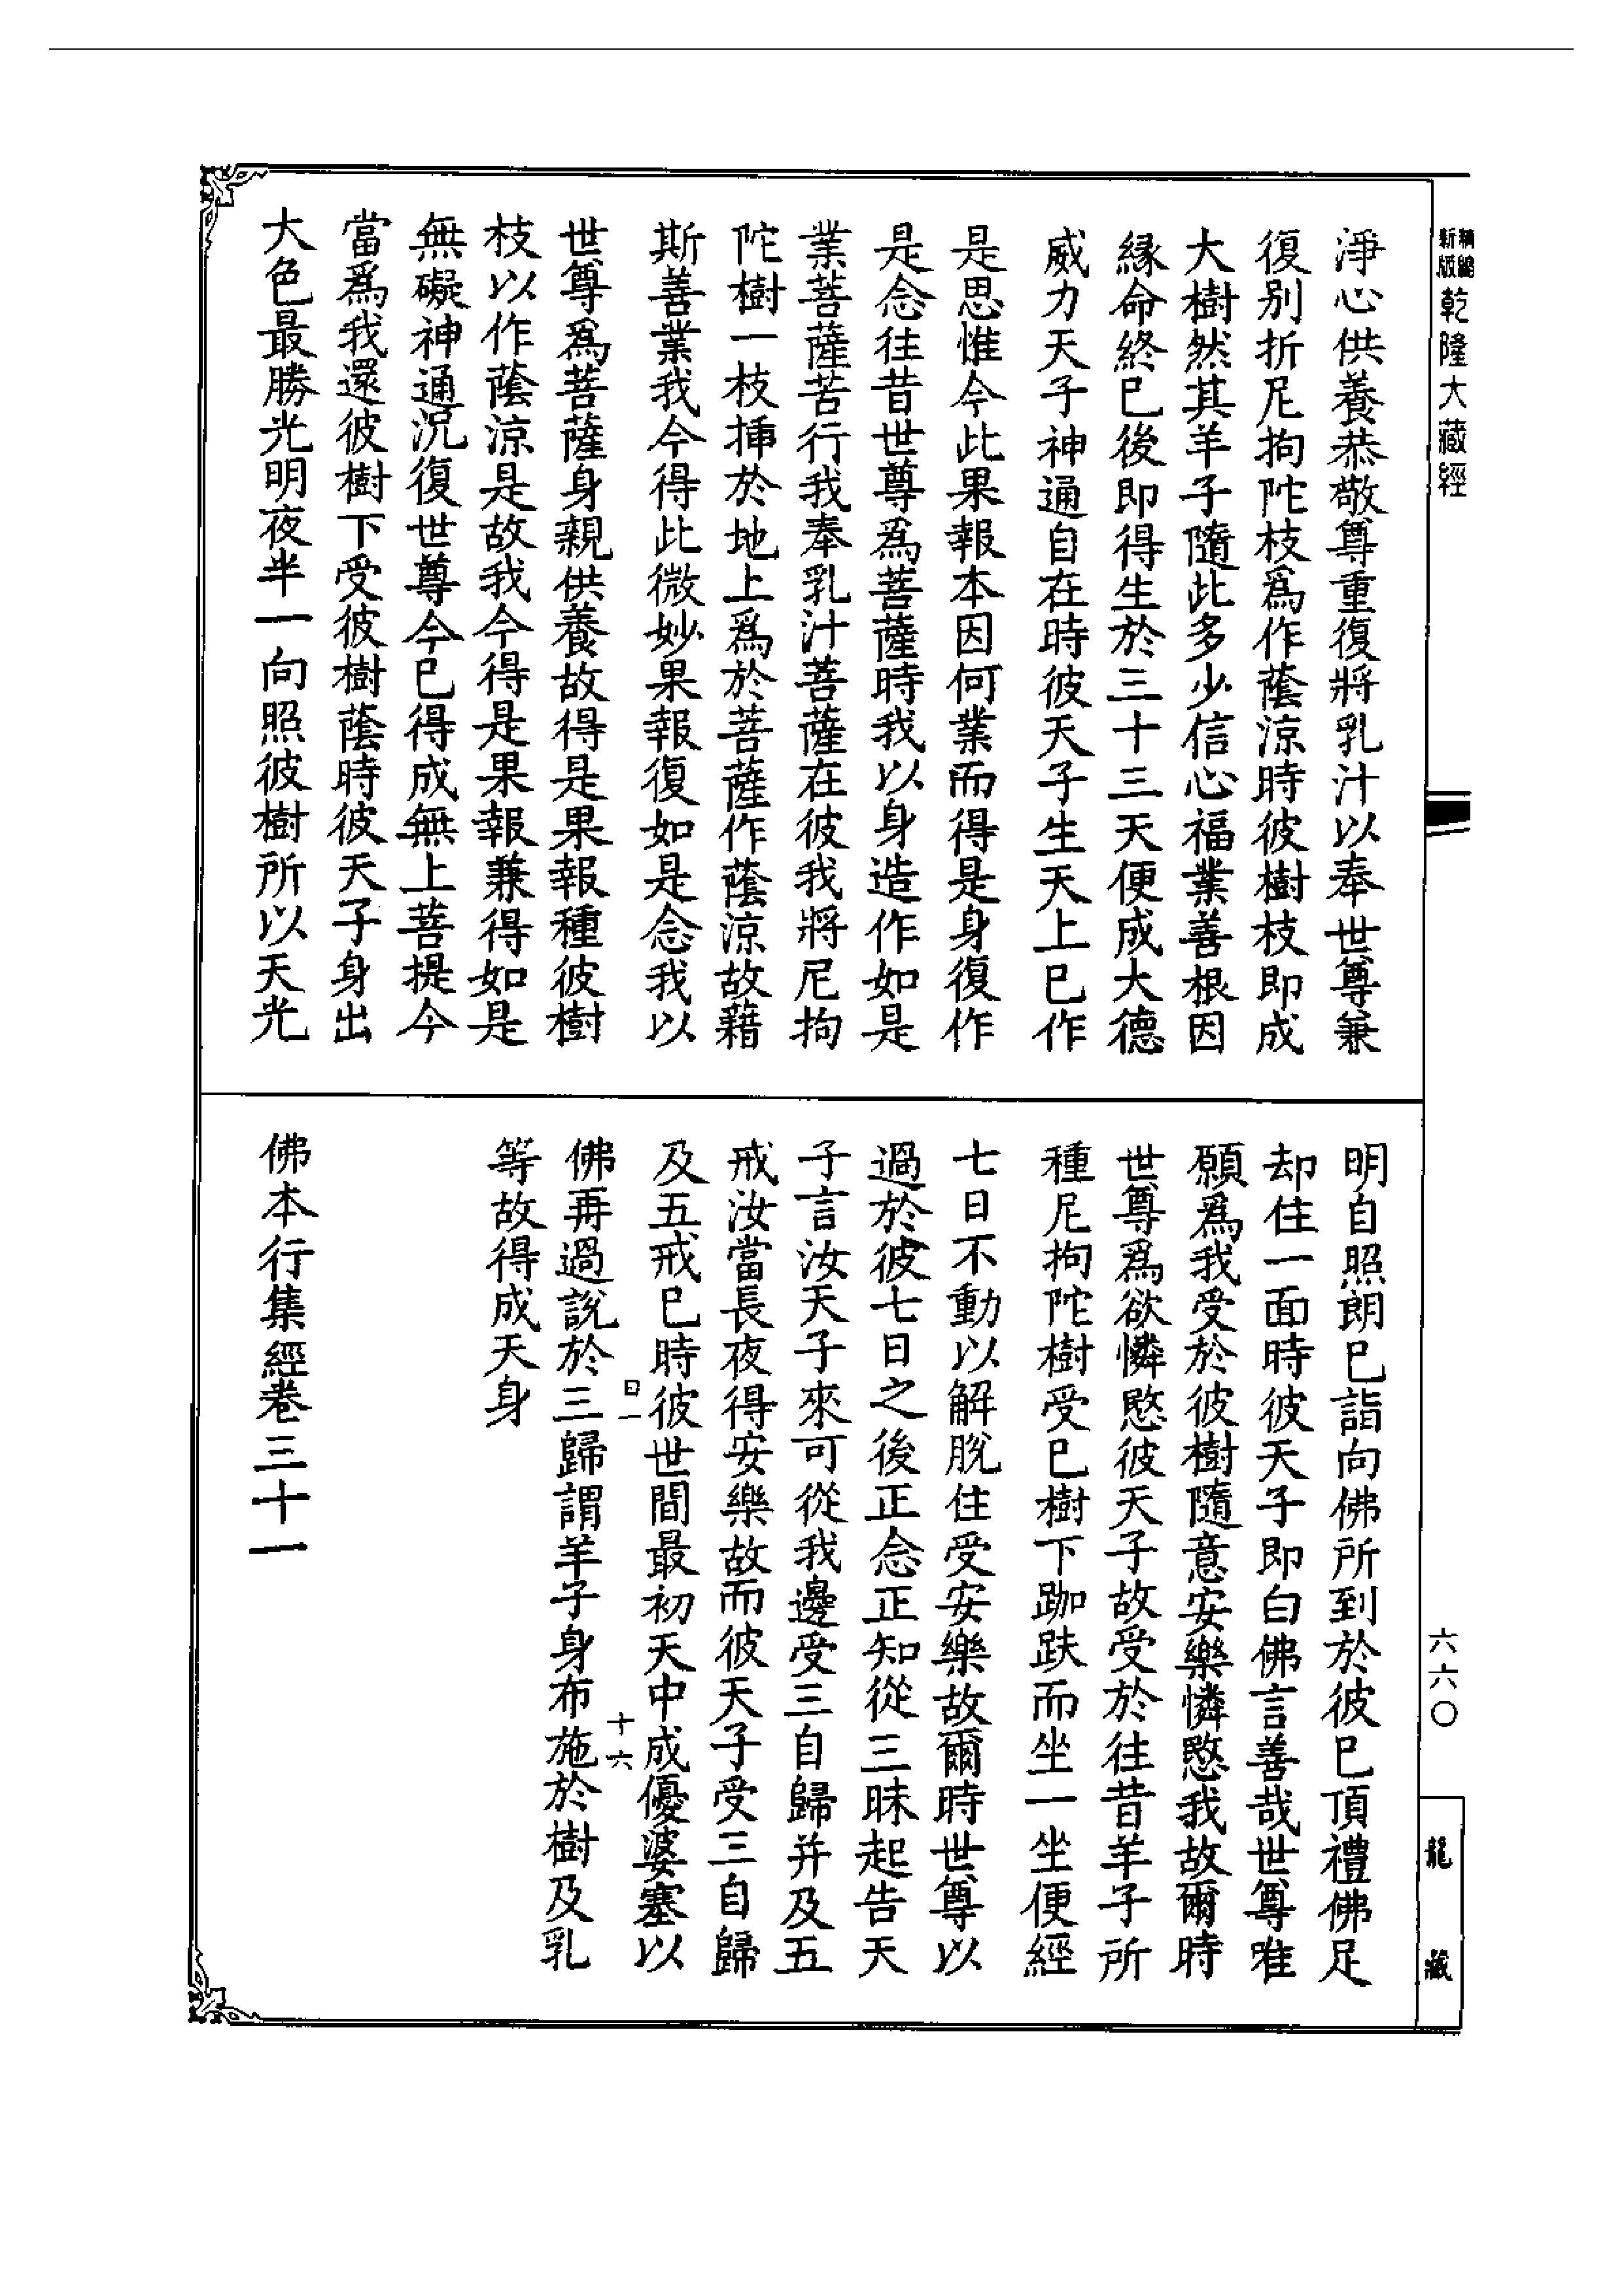 新版精縮乾隆大藏經
淨心供養恭敬尊重復將乳汁以奉世尊兼
復别折尼拘陀枝爲作蔭涼時彼樹枝即成
大樹然其羊子隨此多少信心福業善根因
緣命終已後即得生於三十三天便成大德
威力天子神通自在時彼天子生天上已作
是思惟今此果報本因何業而得是身復作
是念往昔世尊爲菩薩時我以身造作如是
業菩薩苦行我奉乳汁菩薩在彼我將尼拘
陀樹一枝揷於地上爲於菩薩作蔭涼故藉
斯善業我今得此微妙果報復如是念我以
世尊爲菩薩身親供養故得是果報種彼樹
枝以作蔭涼是故我今得是果報兼得如是
無礙神通況復世尊今已得成無上菩提今
當爲我還彼樹下受彼樹蔭時彼天子身出
大色最勝光明夜半一向照彼樹所以天光
明自照朗已詣向佛所到於彼已頂禮佛足
却住一面時彼天子即白佛言善哉世尊唯
願爲我受於彼樹隨意安樂憐愍我故爾時
世尊爲欲憐愍彼天子故受於往昔羊子所
種尼拘陀樹受已樹下跏趺而坐一坐便經
七日不動以解脫住受安樂故爾時世尊以
過於彼七日之後正念正知從三昧起告天
子言汝天子來可從我邊受三自歸并及五
戒汝當長夜得安樂故而彼天子受三自歸
及五戒已時彼世間最初天中成優婆塞以
曰一
十六
佛再過說於三歸謂羊子身布施於樹及乳
等故得成天身
佛本行集經卷三十一
六六〇
龍藏